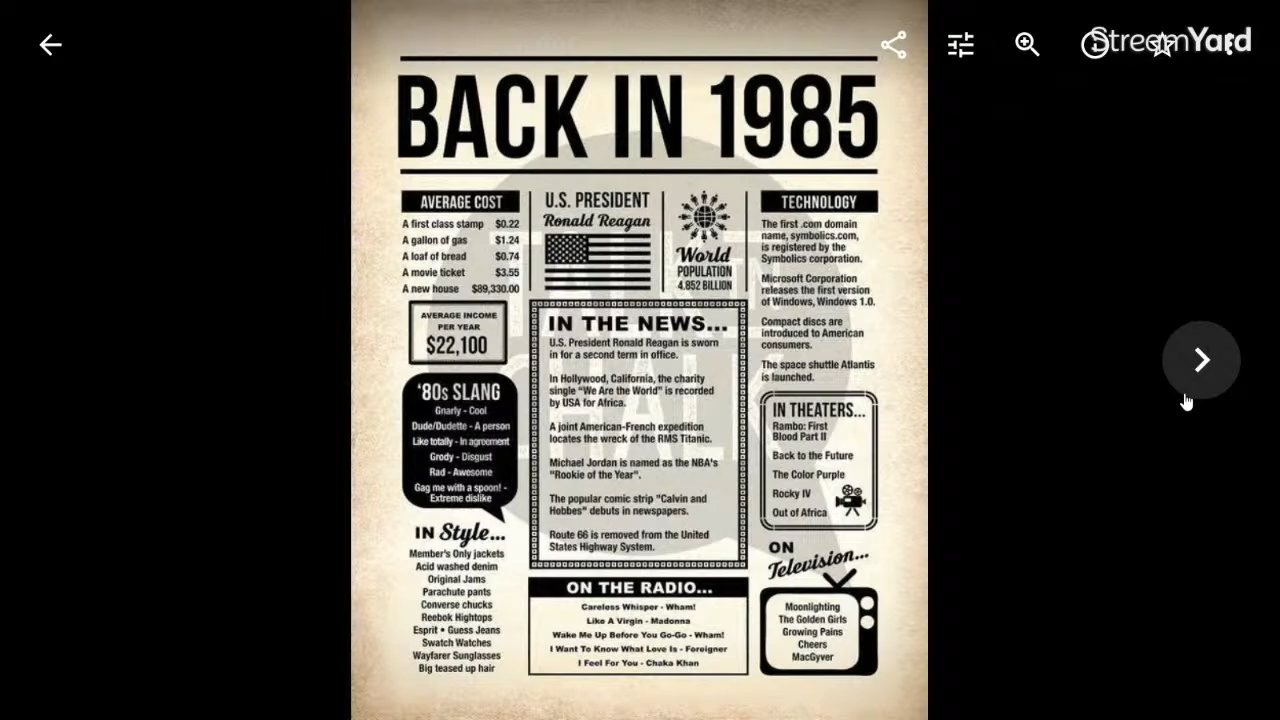 StreamYard
BACK IN 1985
AVERAGE COST
A first class stamp $0.22
A gallon of gas $1.24
A loaf of bread $0.74
A movie ticket $3.55
A new house $89,330.00
AVERAGE INCOME
PER YEAR
$22,100
'80s SLANG
Gnarly - Cool
Dude/Dudette - A person
Like totally - In agreement
Grody - Disgust
Rad - Awesome
Gag me with a spoon! -
Extreme dislike
IN Style...
Member's Only jackets
Acid washed denim
Original Jams
Parachute pants
Converse chucks
Reebok Hightops
Esprit • Guess Jeans
Swatch Watches
Wayfarer Sunglasses
Big teased up hair
U.S. PRESIDENT
Ronald Reagan
World
POPULATION
4.852 BILLION
IN THE NEWS...
U.S. President Ronald Reagan is sworn
in for a second term in office.
In Hollywood, California, the charity
single "We Are the World" is recorded
by USA for Africa.
A joint American-French expedition
locates the wreck of the RMS Titanic.
Michael Jordan is named as the NBA's
"Rookie of the Year".
The popular comic strip "Calvin and
Hobbes" debuts in newspapers.
Route 66 is removed from the United
States Highway System.
ON THE RADIO...
Careless Whisper - Wham!
Like A Virgin - Madonna
Wake Me Up Before You Go-Go - Wham!
I Want To Know What Love Is - Foreigner
I Feel For You - Chaka Khan
TECHNOLOGY
The first .com domain
name, symbolics.com,
is registered by the
Symbolics corporation.
Microsoft Corporation
releases the first version
of Windows, Windows 1.0.
Compact discs are
introduced to American
consumers.
The space shuttle Atlantis
is launched.
IN THEATERS...
Rambo: First
Blood Part II
Back to the Future
The Color Purple
Rocky IV
Out of Africa
ON
Television...
Moonlighting
The Golden Girls
Growing Pains
Cheers
MacGyver